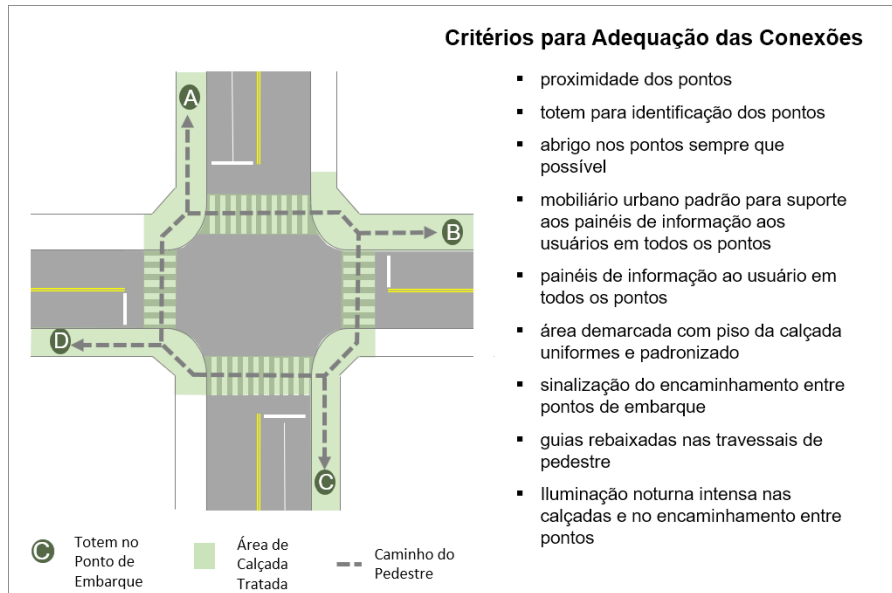 Critérios para Adequação das Conexões
A
B
D
C
▪ proximidade dos pontos
▪ totem para identificação dos pontos
▪ abrigo nos pontos sempre que
possível
▪ mobiliário urbano padrão para suporte
aos painéis de informação aos
usuários em todos os pontos
▪ painéis de informação ao usuário em
todos os pontos
▪ área demarcada com piso da calçada
uniformes e padronizado
▪ sinalização do encaminhamento entre
pontos de embarque
▪ guias rebaixadas nas travessais de
pedestre
▪ Iluminação noturna intensa nas
calçadas e no encaminhamento entre
pontos
C
Totem no
Ponto de
Embarque
Área de
Calçada
Tratada
Caminho do
Pedestre